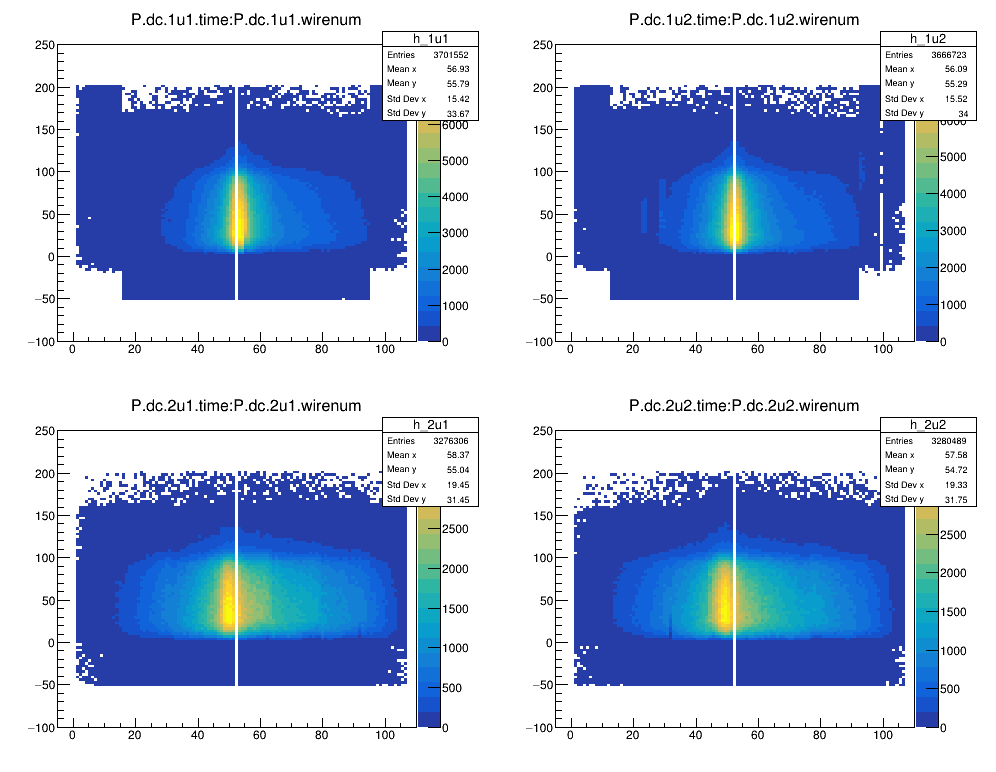 P.dc.1u1.time:P.dc.1u1.wirenum
h_1u1
Entries 3701552
Mean x 56.93
Mean y 55.79
Std Dev x 15.42
Std Dev y 33.67
250
200
150
100
50
0
−50
−100
0 20 40 60 80 100
6000
5000
4000
3000
2000
1000
0
P.dc.1u2.time:P.dc.1u2.wirenum
h_1u2
Entries 3666723
Mean x 56.09
Mean y 55.29
Std Dev x 15.52
Std Dev y 34
250
200
150
100
50
0
−50
−100
0 20 40 60 80 100
6000
5000
4000
3000
2000
1000
0
P.dc.2u1.time:P.dc.2u1.wirenum
h_2u1
Entries 3276306
Mean x 58.37
Mean y 55.04
Std Dev x 19.45
Std Dev y 31.45
250
200
150
100
50
0
−50
−100
0 20 40 60 80 100
2500
2000
1500
1000
500
0
P.dc.2u2.time:P.dc.2u2.wirenum
h_2u2
Entries 3280489
Mean x 57.58
Mean y 54.72
Std Dev x 19.33
Std Dev y 31.75
250
200
150
100
50
0
−50
−100
0 20 40 60 80 100
2500
2000
1500
1000
500
0